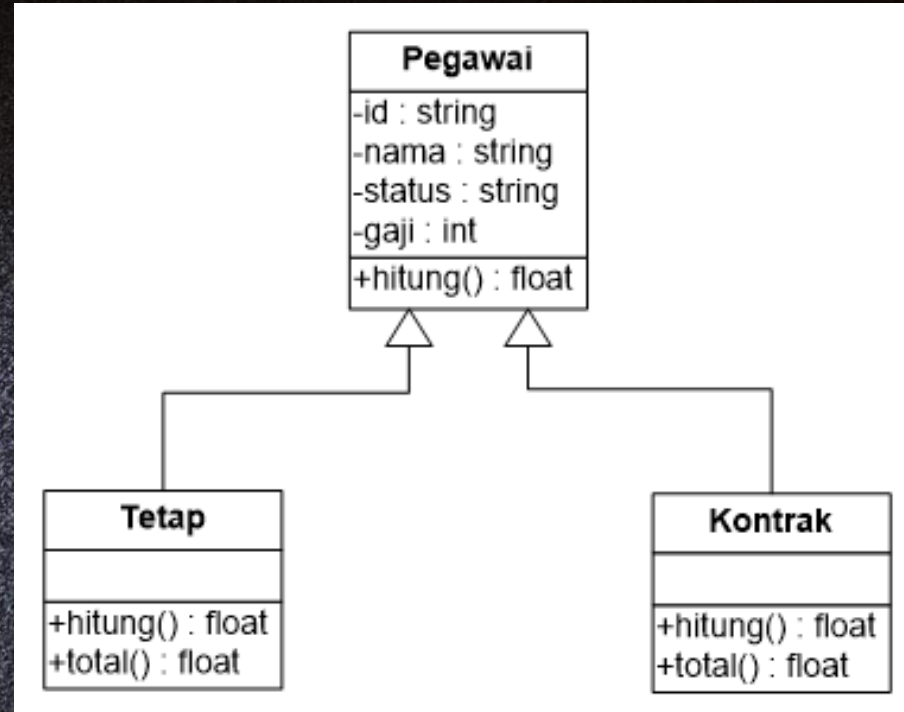 Pegawai
-id : string
-nama : string
-status : string
-gaji : int
+hitung() : float
Tetap
+hitung() : float
+total() : float
Kontrak
+hitung() : float
+total() : float